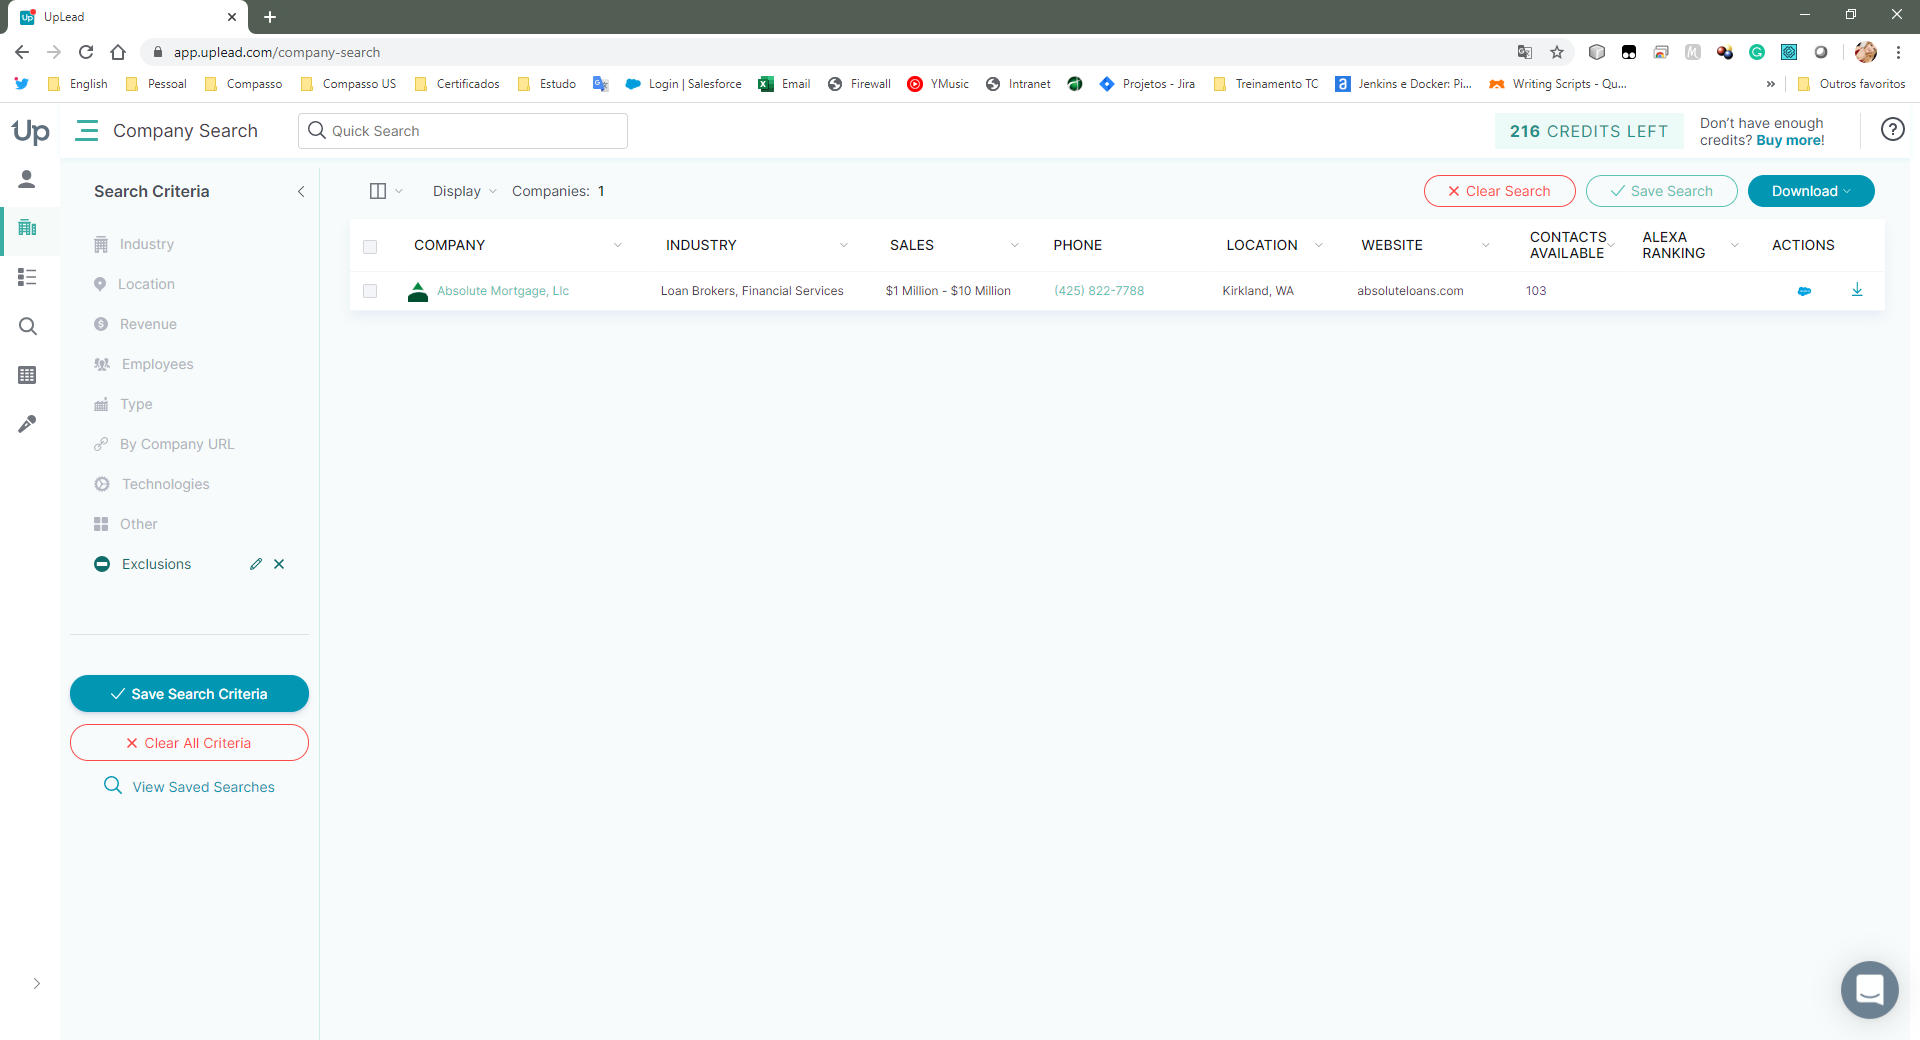 UpLead
app.uplead.com/company-search
English
Pessoal
Compasso
Compasso US
Certificados
Estudo
Login | Salesforce
Email
Firewall
YMusic
Intranet
Projetos - Jira
Treinamento TC
Jenkins e Docker: Pi...
Writing Scripts - Qu...
»
Outros favoritos
Up
Company Search
Quick Search
216 CREDITS LEFT
Don't have enough
credits? Buy more!
Search Criteria
Industry
Location
Revenue
Employees
Type
By Company URL
Technologies
Other
Exclusions
Save Search Criteria
Clear All Criteria
View Saved Searches
Display
Companies: 1
Clear Search
Save Search
Download
COMPANY INDUSTRY SALES PHONE LOCATION WEBSITE CONTACTS AVAILABLE ALEXA RANKING ACTIONS
Absolute Mortgage, Llc Loan Brokers, Financial Services $1 Million - $10 Million (425) 822-7788 Kirkland, WA absoluteloans.com 103